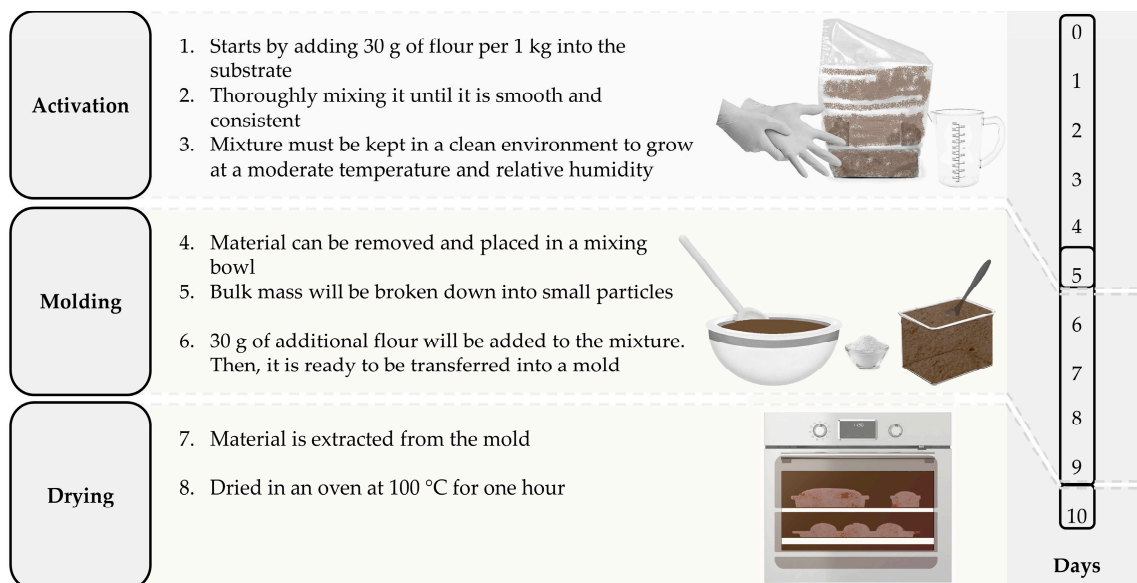 Activation
1. Starts by adding 30 g of flour per 1 kg into the
substrate
2. Thoroughly mixing it until it is smooth and
consistent
3. Mixture must be kept in a clean environment to grow
at a moderate temperature and relative humidity
Molding
4. Material can be removed and placed in a mixing
bowl
5. Bulk mass will be broken down into small particles
6. 30 g of additional flour will be added to the mixture.
Then, it is ready to be transferred into a mold
Drying
7. Material is extracted from the mold
8. Dried in an oven at 100 °C for one hour
0
1
2
3
4
5
6
7
8
9
10
Days